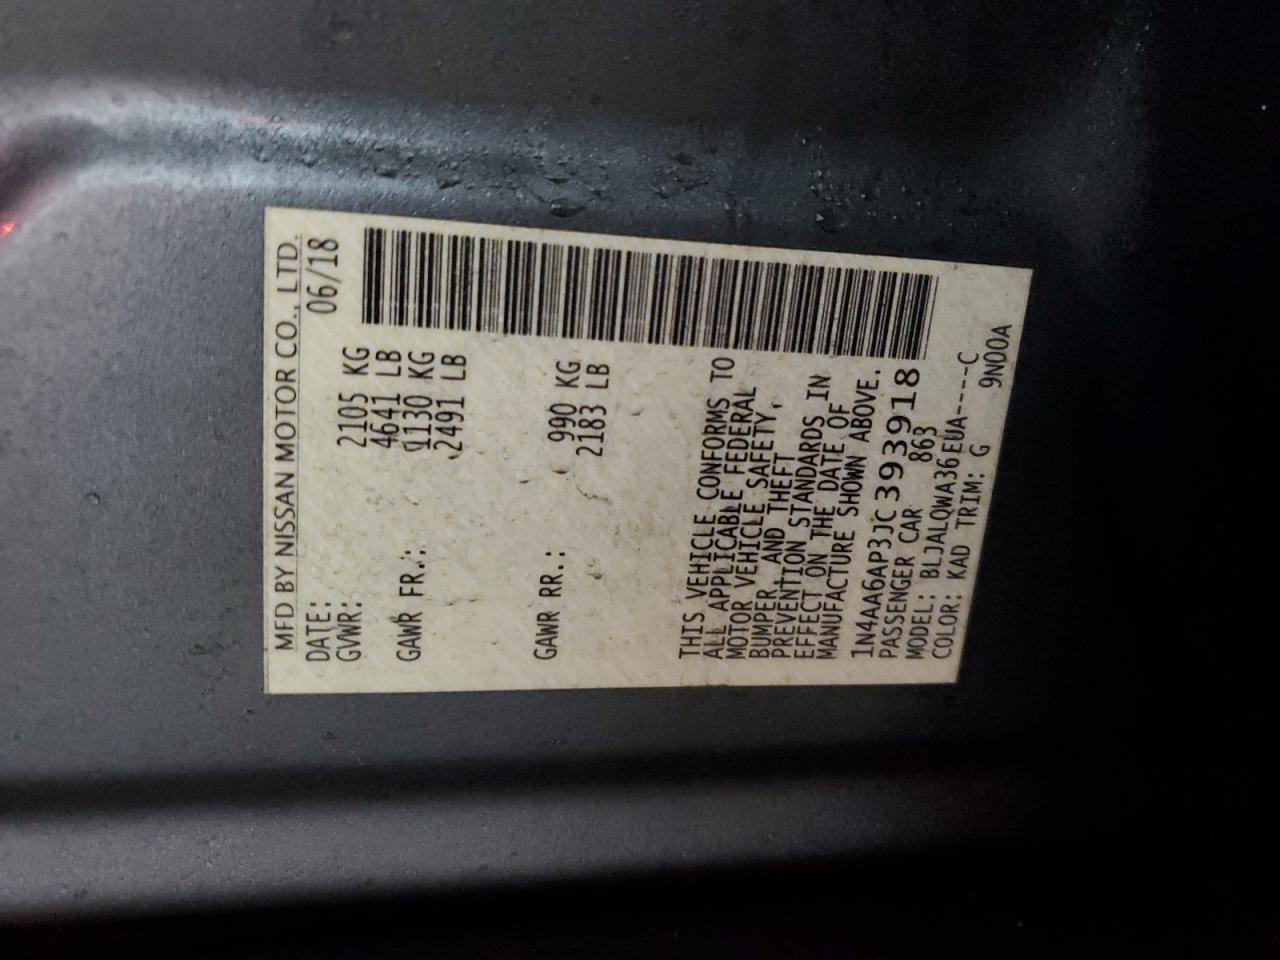 MFD BY NISSAN MOTOR CO., LTD.
DATE: 06/18
GVWR: 2105 KG
4641 LB
GAWR FR.: 1130 KG
2491 LB
GAWR RR.: 990 KG
2183 LB
THIS VEHICLE CONFORMS TO
ALL APPLICABLE FEDERAL
MOTOR VEHICLE SAFETY,
BUMPER, AND THEFT
PREVENTION STANDARDS IN
EFFECT ON THE DATE OF
MANUFACTURE SHOWN ABOVE.
1N4AA6AP3JC393918
PASSENGER CAR 863
MODEL: BLJALQWA36EUA----C
COLOR: KAD TRIM: G 9N00A